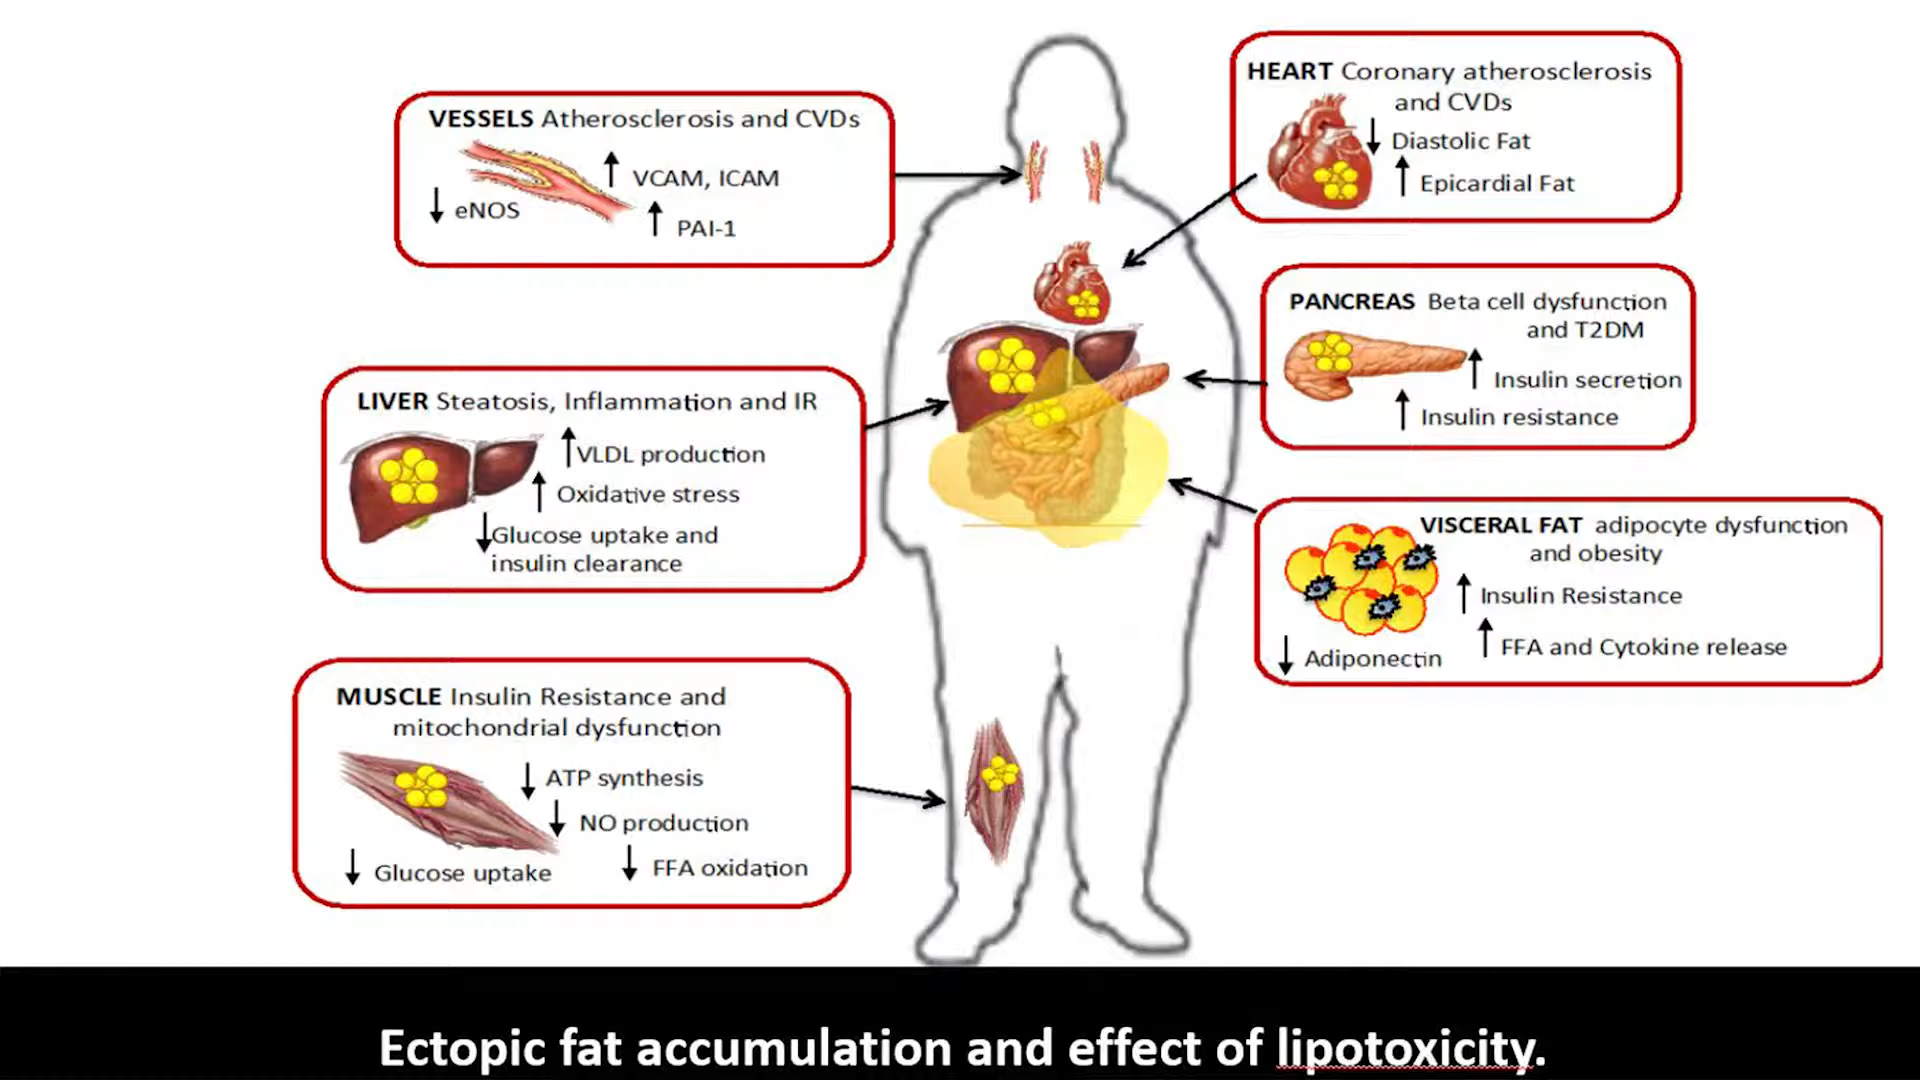 VESSELS Atherosclerosis and CVDs
↑ VCAM, ICAM
↓ eNOS
↑ PAI-1
HEART Coronary atherosclerosis
and CVDs
↓ Diastolic Fat
↑ Epicardial Fat
PANCREAS Beta cell dysfunction
and T2DM
↑ Insulin secretion
↑ Insulin resistance
LIVER Steatosis, Inflammation and IR
↑ VLDL production
↑ Oxidative stress
↓ Glucose uptake and
insulin clearance
VISCERAL FAT adipocyte dysfunction
and obesity
↑ Insulin Resistance
↑ FFA and Cytokine release
↓ Adiponectin
MUSCLE Insulin Resistance and
mitochondrial dysfunction
↓ ATP synthesis
↓ NO production
↓ Glucose uptake
↓ FFA oxidation
Ectopic fat accumulation and effect of lipotoxicity.